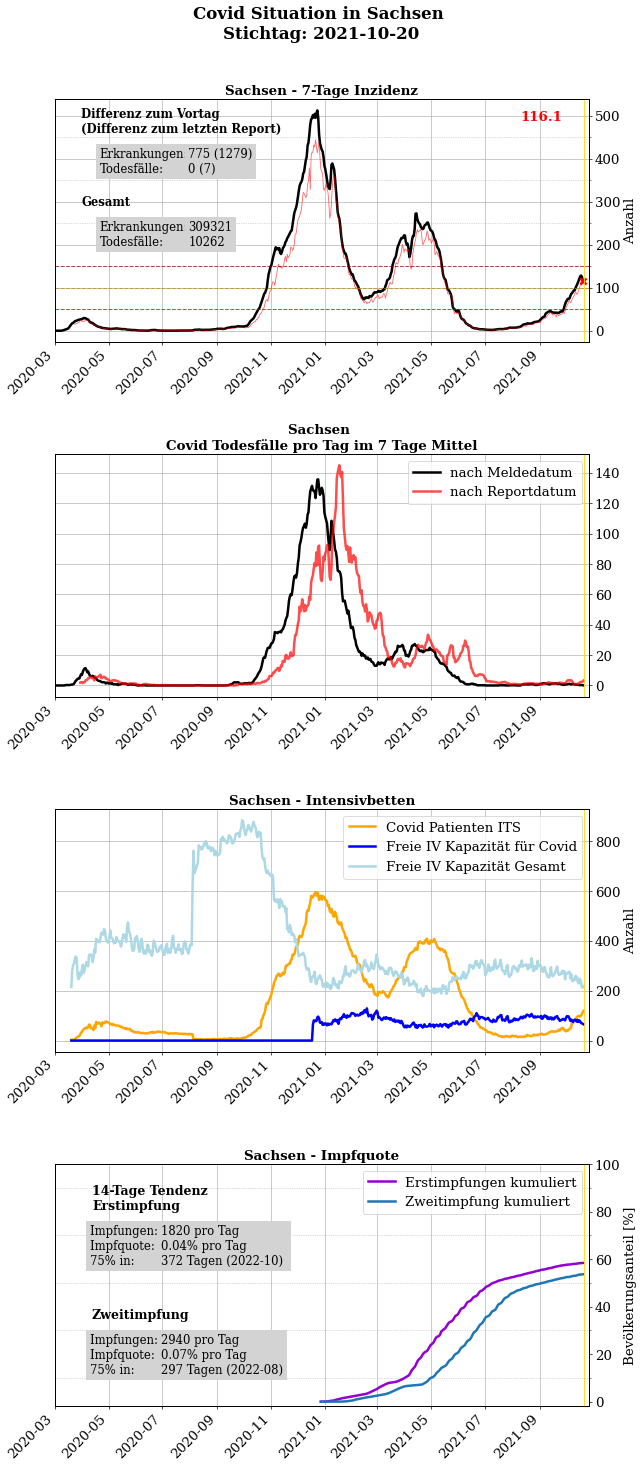 Covid Situation in Sachsen
Stichtag: 2021-10-20
Sachsen - 7-Tage Inzidenz
Differenz zum Vortag
(Differenz zum letzten Report)
Erkrankungen 775 (1279)
Todesfälle: 0 (7)
Gesamt
Erkrankungen 309321
Todesfälle: 10262
116.1
500
400
300
200
100
0
Anzahl
2020-03
2020-05
2020-07
2020-09
2020-11
2021-01
2021-03
2021-05
2021-07
2021-09
Sachsen
Covid Todesfälle pro Tag im 7 Tage Mittel
nach Meldedatum
nach Reportdatum
140
120
100
80
60
40
20
0
2020-03
2020-05
2020-07
2020-09
2020-11
2021-01
2021-03
2021-05
2021-07
2021-09
Sachsen - Intensivbetten
Covid Patienten ITS
Freie IV Kapazität für Covid
Freie IV Kapazität Gesamt
800
600
400
200
0
Anzahl
2020-03
2020-05
2020-07
2020-09
2020-11
2021-01
2021-03
2021-05
2021-07
2021-09
Sachsen - Impfquote
14-Tage Tendenz
Erstimpfung
Impfungen: 1820 pro Tag
Impfquote: 0.04% pro Tag
75% in: 372 Tagen (2022-10)
Zweitimpfung
Impfungen: 2940 pro Tag
Impfquote: 0.07% pro Tag
75% in: 297 Tagen (2022-08)
Erstimpfungen kumuliert
Zweitimpfung kumuliert
100
80
60
40
20
0
Bevölkerungsanteil [%]
2020-03
2020-05
2020-07
2020-09
2020-11
2021-01
2021-03
2021-05
2021-07
2021-09